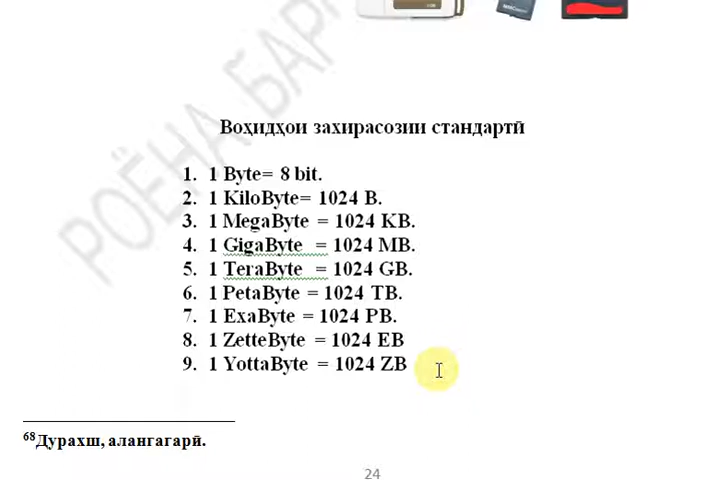 РОЁНА БАР
Воҳидҳои захирасозии стандартӣ
1. 1 Byte= 8 bit.
2. 1 KiloByte= 1024 B.
3. 1 MegaByte = 1024 KB.
4. 1 GigaByte = 1024 MB.
5. 1 TeraByte = 1024 GB.
6. 1 PetaByte = 1024 TB.
7. 1 ExaByte = 1024 PB.
8. 1 ZetteByte = 1024 EB
9. 1 YottaByte = 1024 ZB
68Дурахш, алангагарӣ.
24